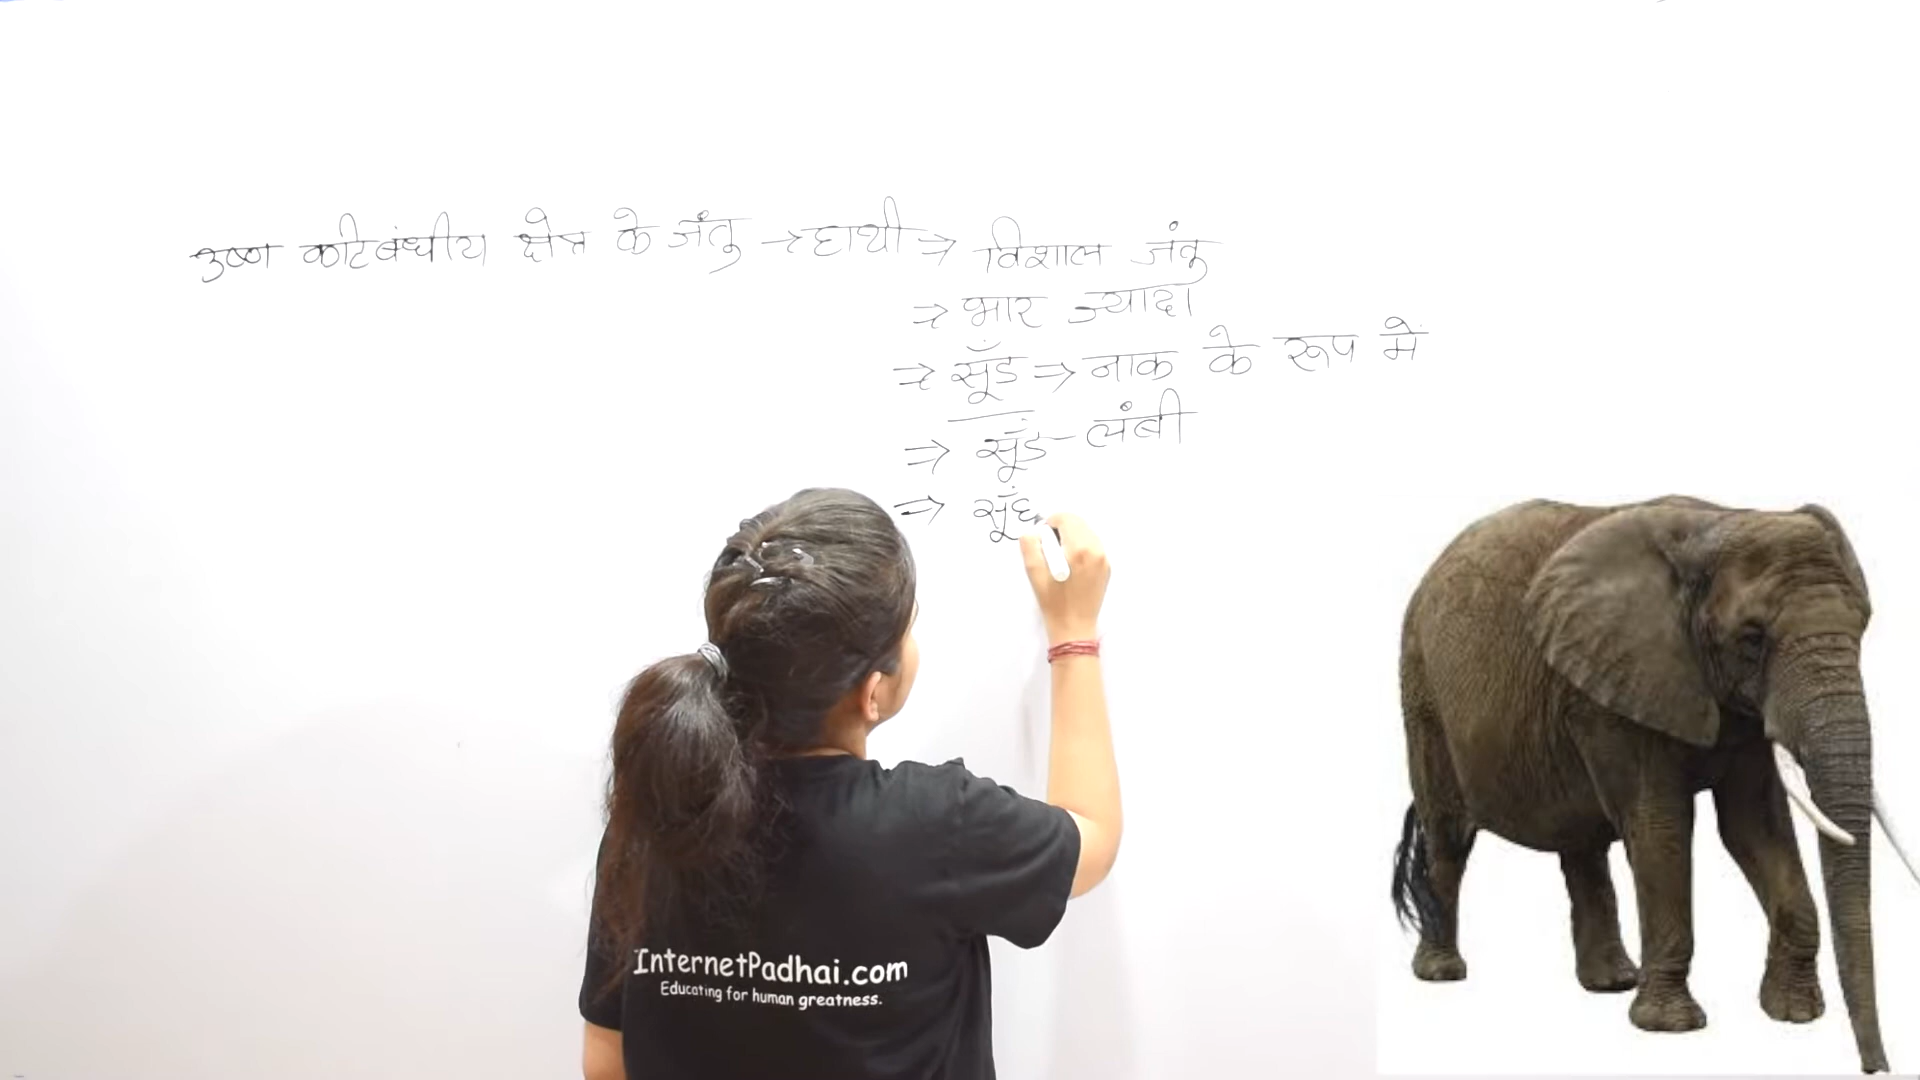 उष्ण कटिबंधीय क्षेत्र के जंतु → हाथी ⇒ विशाल जंतु
⇒ भार ज्यादा
⇒ सूँड ⇒ नाक के रूप में
⇒ सूँड - लंबी
⇒ सूँघ
InternetPadhai.com
Educating for human greatness.